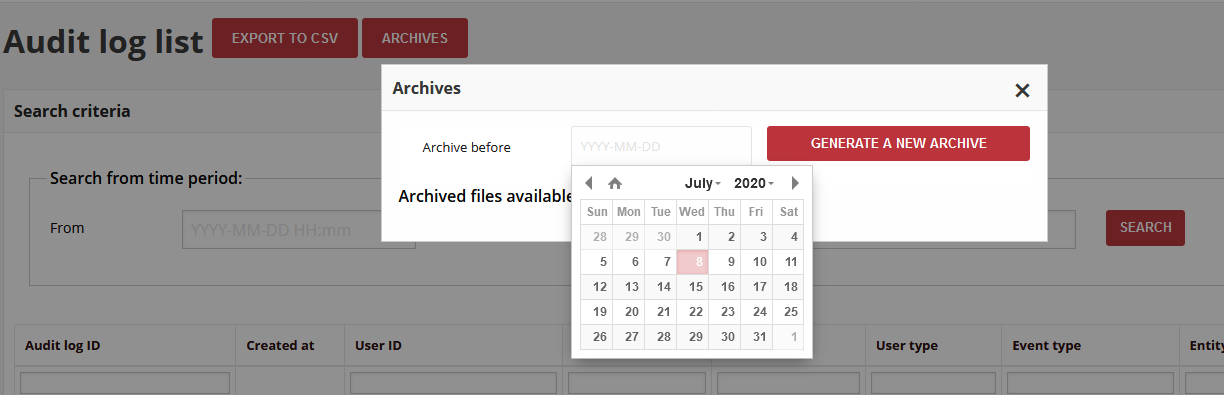 Audit log list EXPORT TO CSV ARCHIVES
Archives
Search criteria
Archive before YYYY-MM-DD GENERATE A NEW ARCHIVE
Search from time period:
July 2020
Archived files available
Sun Mon Tue Wed Thu Fri Sat
From YYYY-MM-DD HH:mm SEARCH
28 29 30 1 2 3 4
5 6 7 8 9 10 11
12 13 14 15 16 17 18
19 20 21 22 23 24 25
26 27 28 29 30 31 1
Audit log ID Created at User ID User type Event type Entity